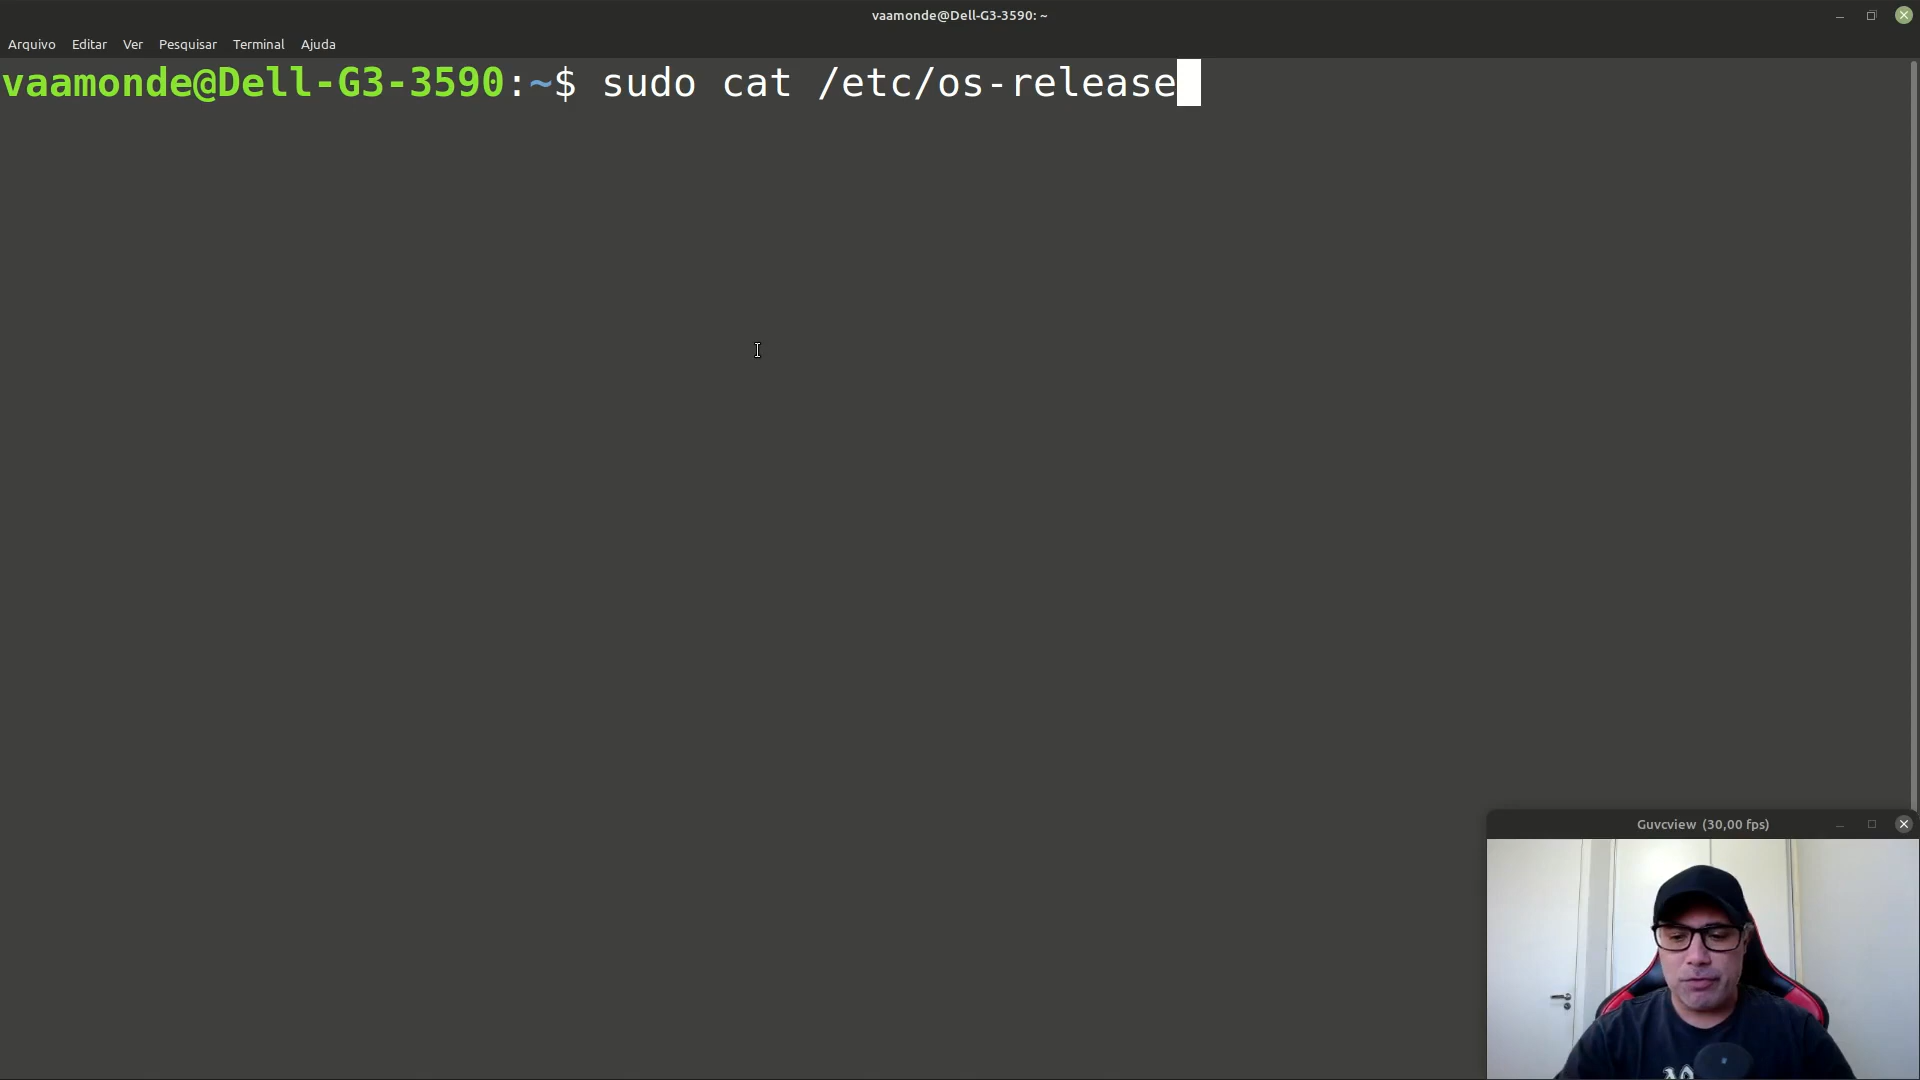 vaamonde@Dell-G3-3590: ~
Arquivo Editar Ver Pesquisar Terminal Ajuda
vaamonde@Dell-G3-3590:~$ sudo cat /etc/os-release
Guvcview (30,00 fps)